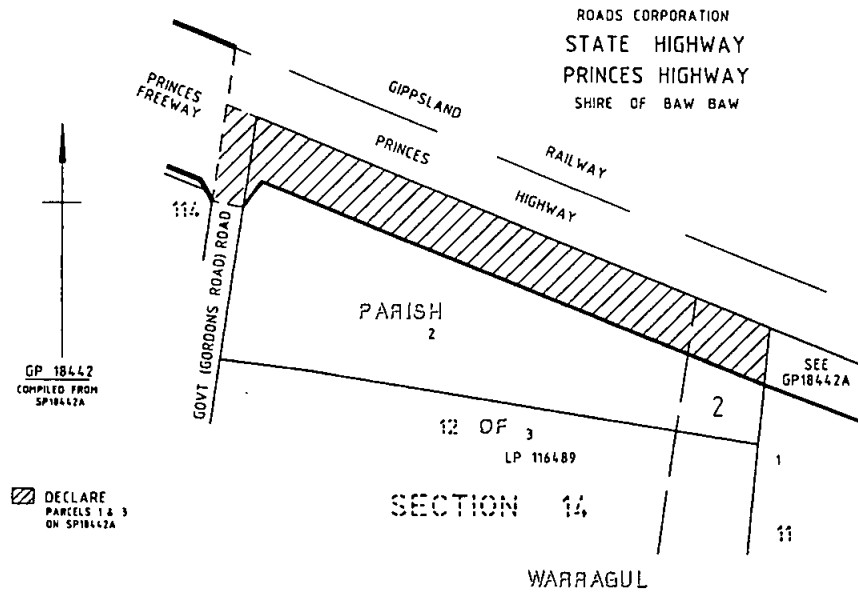 ROADS CORPORATION
STATE HIGHWAY
PRINCES HIGHWAY
SHIRE OF BAW BAW
PRINCES
FREEWAY
GIPPSLAND
RAILWAY
PRINCES
HIGHWAY
114
GOVT (GORDONS ROAD) ROAD
PARISH
2
SEE
GP18442A
GP 18442
COMPILED FROM
SP18442A
2
12 OF 3
LP 116489
1
DECLARE
PARCELS 1 & 3
ON SP18442A
SECTION 14
11
WARRAGUL